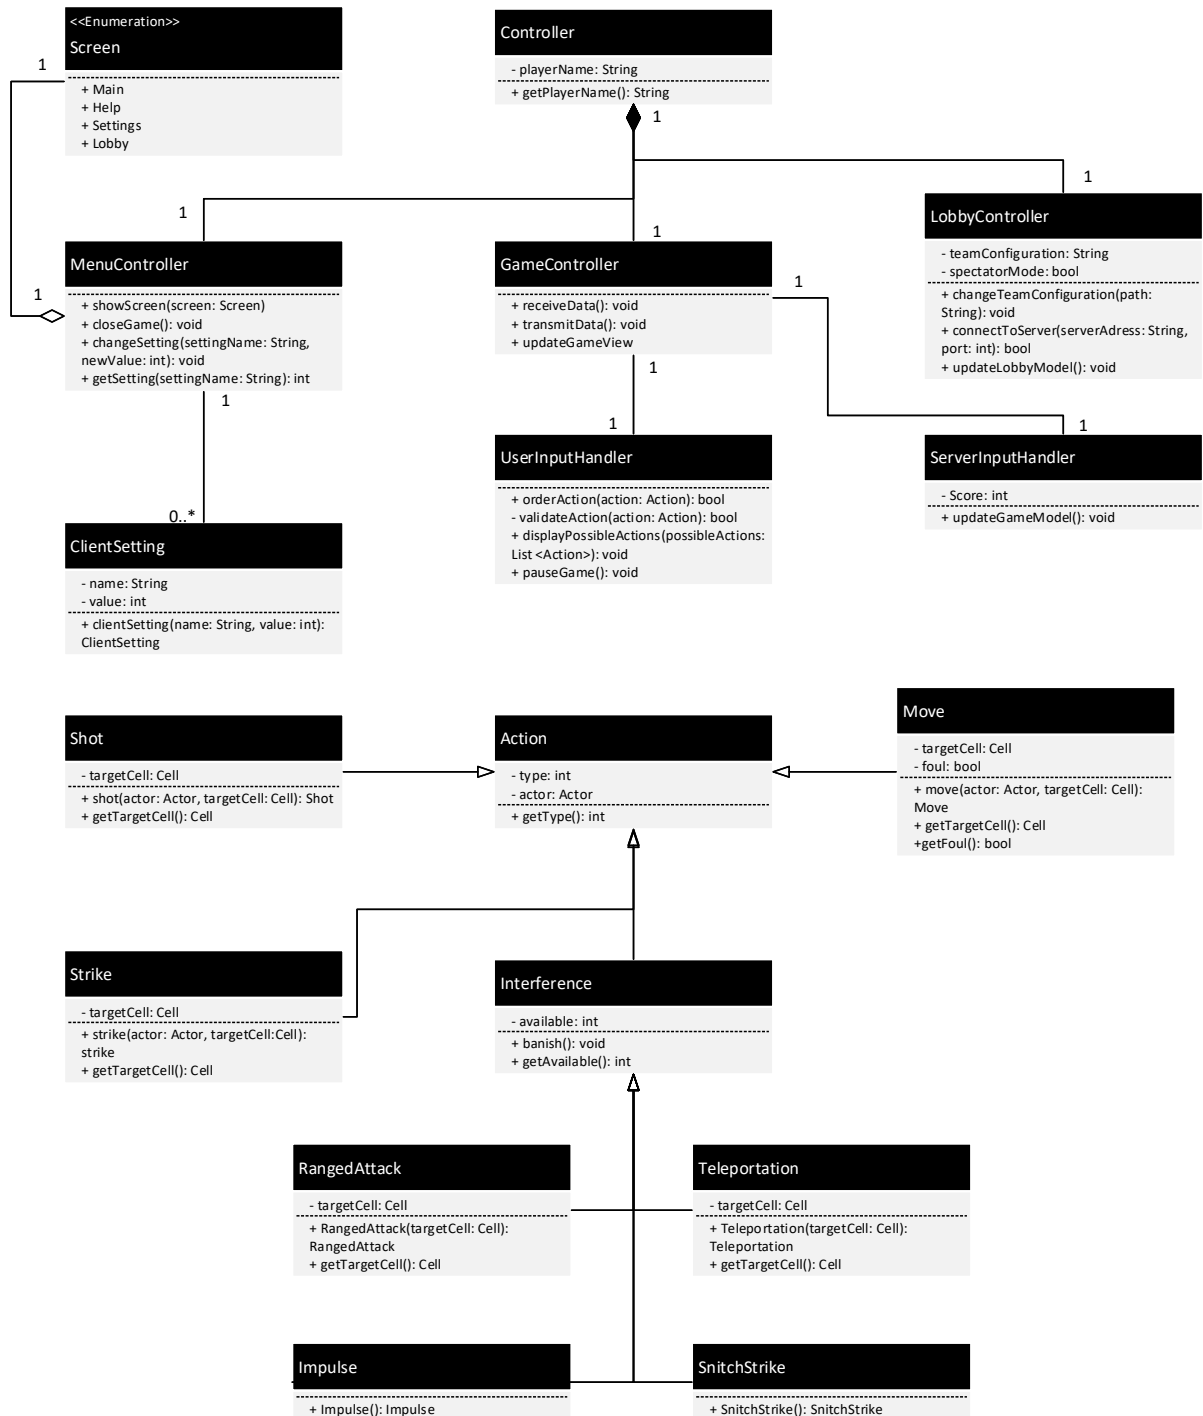 <<Enumeration>>
Screen
+ Main
+ Help
+ Settings
+ Lobby
1
1
Controller
- playerName: String
+ getPlayerName(): String
1
1
1
1
MenuController
+ showScreen(screen: Screen)
+ closeGame(): void
+ changeSetting(settingName: String,
newValue: int): void
+ getSetting(settingName: String): int
1
0..*
GameController
+ receiveData(): void
+ transmitData(): void
+ updateGameView
1
1
1
1
LobbyController
- teamConfiguration: String
- spectatorMode: bool
+ changeTeamConfiguration(path:
String): void
+ connectToServer(serverAdress: String,
port: int): bool
+ updateLobbyModel(): void
ClientSetting
- name: String
- value: int
+ clientSetting(name: String, value: int):
ClientSetting
UserInputHandler
+ orderAction(action: Action): bool
- validateAction(action: Action): bool
+ displayPossibleActions(possibleActions:
List <Action>): void
+ pauseGame(): void
ServerInputHandler
- Score: int
+ updateGameModel(): void
Shot
- targetCell: Cell
+ shot(actor: Actor, targetCell: Cell): Shot
+ getTargetCell(): Cell
Action
- type: int
- actor: Actor
+ getType(): int
Move
- targetCell: Cell
- foul: bool
+ move(actor: Actor, targetCell: Cell):
Move
+ getTargetCell(): Cell
+getFoul(): bool
Strike
- targetCell: Cell
+ strike(actor: Actor, targetCell:Cell):
strike
+ getTargetCell(): Cell
Interference
- available: int
+ banish(): void
+ getAvailable(): int
RangedAttack
- targetCell: Cell
+ RangedAttack(targetCell: Cell):
RangedAttack
+ getTargetCell(): Cell
Teleportation
- targetCell: Cell
+ Teleportation(targetCell: Cell):
Teleportation
+ getTargetCell(): Cell
Impulse
+ Impulse(): Impulse
SnitchStrike
+ SnitchStrike(): SnitchStrike